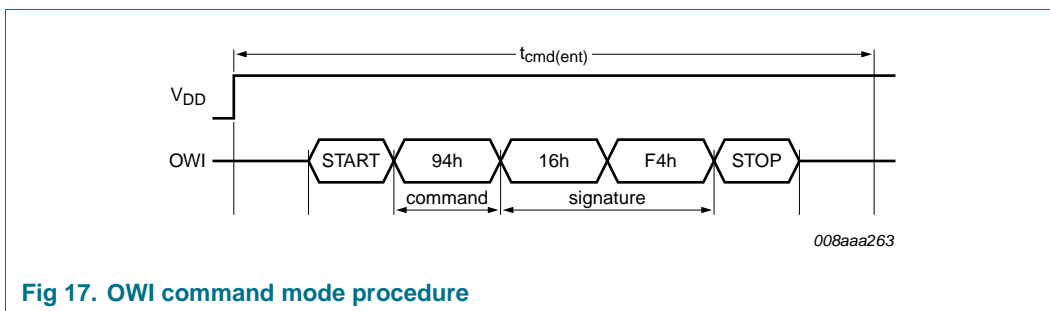 tcmd(ent)
VDD
OWI START 94h 16h F4h STOP
command signature
008aaa263
Fig 17. OWI command mode procedure